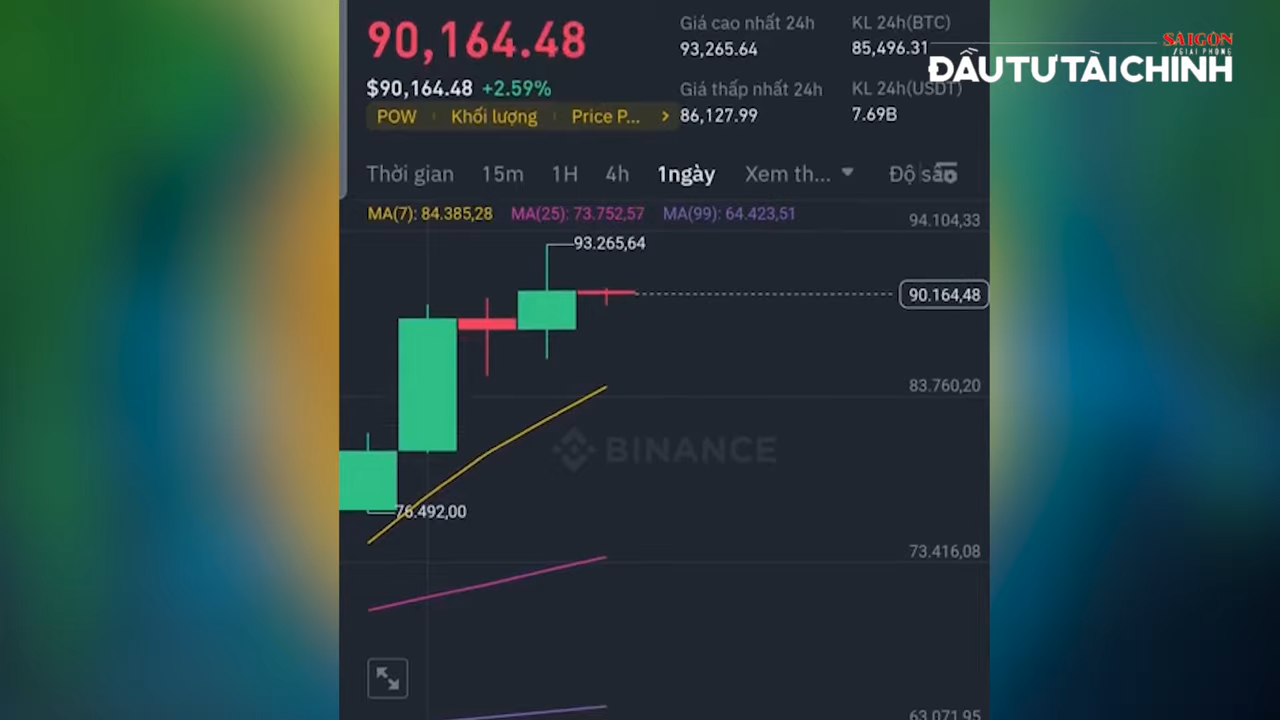 90,164.48
$90,164.48 +2.59%
POW Khối lượng Price P... >
Giá cao nhất 24h
93,265.64
Giá thấp nhất 24h
86,127.99
KL 24h(BTC)
85,496.31
KL 24h(USDT)
7.69B
SAIGON
/GIAI PHONG
ĐẦU TƯ TÀI CHÍNH
Thời gian 15m 1H 4h 1ngày Xem th... Độ sâ
MA(7): 84.385,28 MA(25): 73.752,57 MA(99): 64.423,51
94.104,33
93.265,64
90.164,48
83.760,20
BINANCE
76.492,00
73.416,08
63.071,95